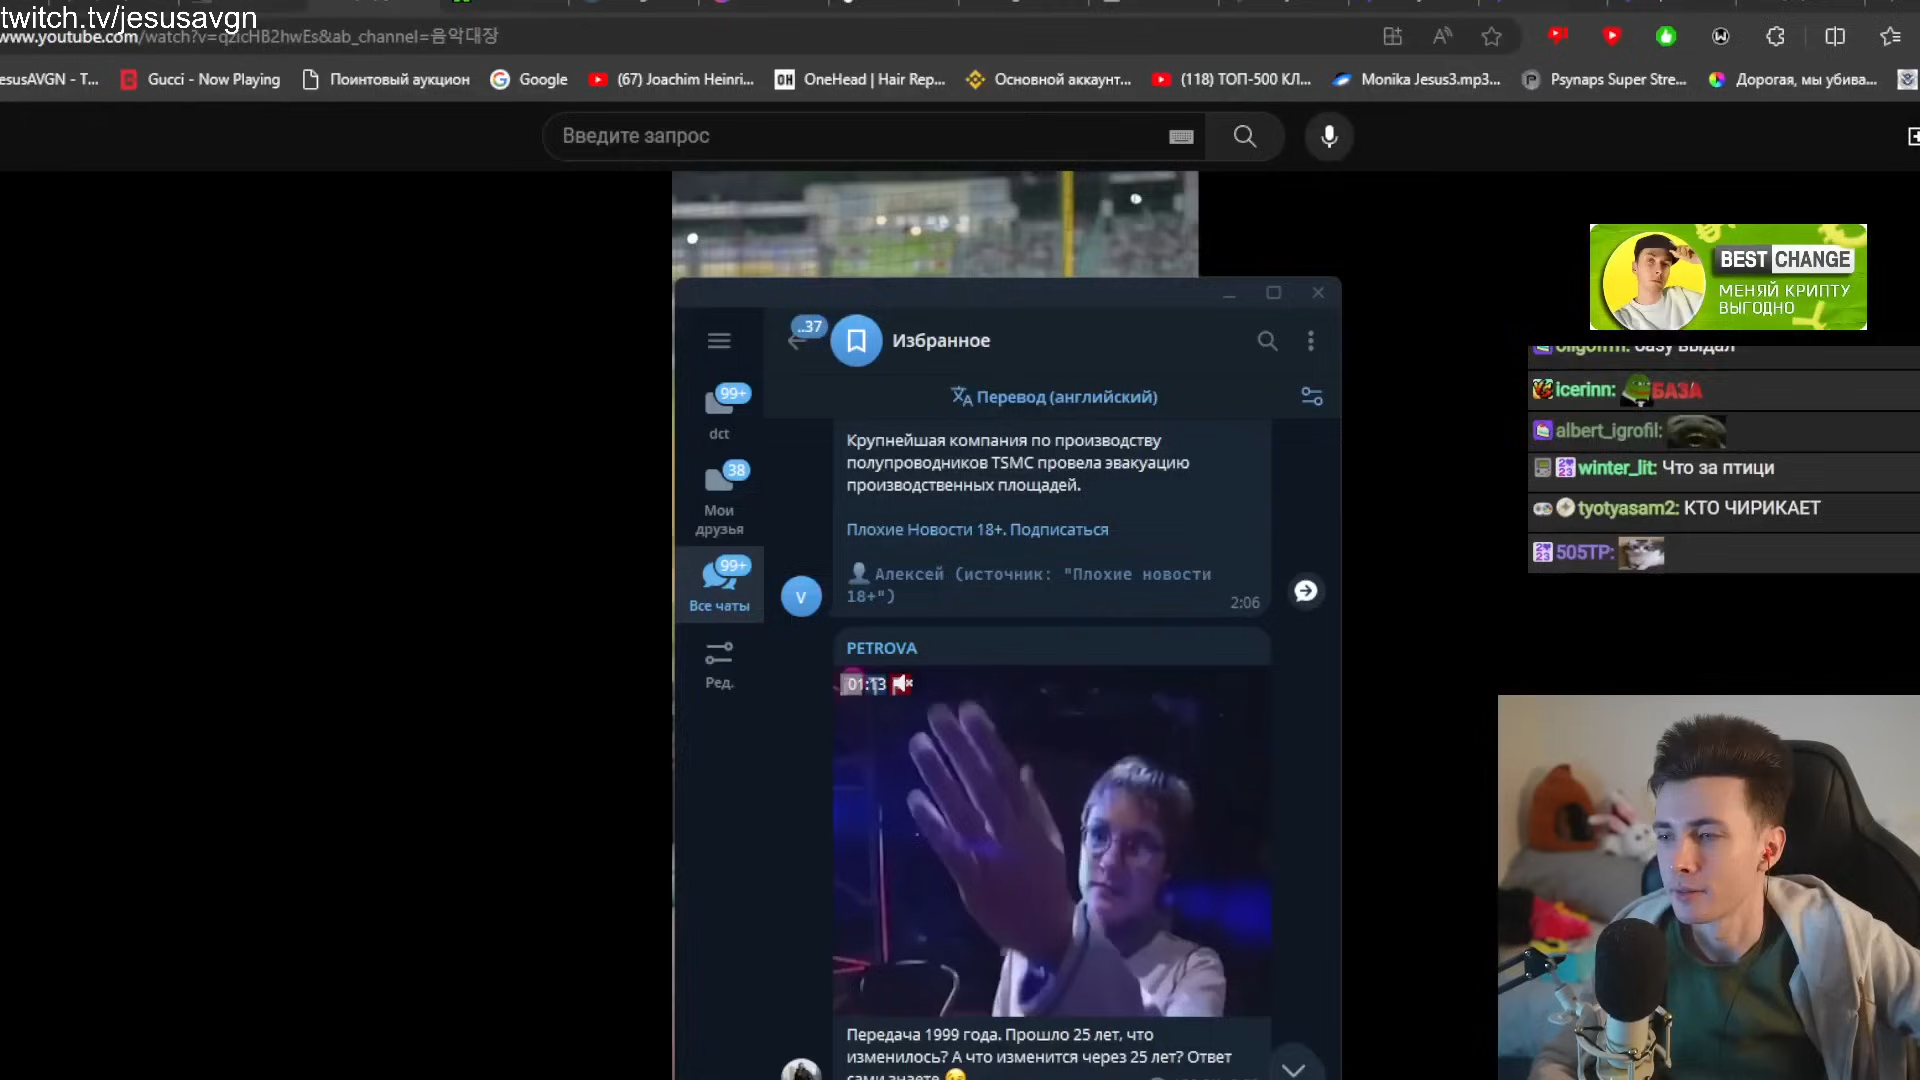 twitch.tv/jesusavgn
www.youtube.com/watch?v=qzicHB2hwEs&ab_channel=음악대장
esusAVGN - T...
Gucci - Now Playing
Поинтовый аукцион
Google
(67) Joachim Heinri...
OneHead | Hair Rep...
Основной аккаунт...
(118) ТОП-500 КЛ...
Monika Jesus3.mp3...
Psynaps Super Stre...
Дорогая, мы убива...
Введите запрос
BEST CHANGE
МЕНЯЙ КРИПТУ
ВЫГОДНО
..37
Избранное
Перевод (английский)
99+
dct
38
Мои
друзья
99+
Все чаты
Ред.
Крупнейшая компания по производству
полупроводников TSMC провела эвакуацию
производственных площадей.
Плохие Новости 18+. Подписаться
Алексей (источник: "Плохие новости
18+")
2:06
V
PETROVA
01:13
Передача 1999 года. Прошло 25 лет, что
изменилось? А что изменится через 25 лет? Ответ
сами знаете 😉
базу выдал
icerinn: БАЗА
albert_igrofil:
winter_lit: Что за птици
tyotyasam2: КТО ЧИРИКАЕТ
505TP: